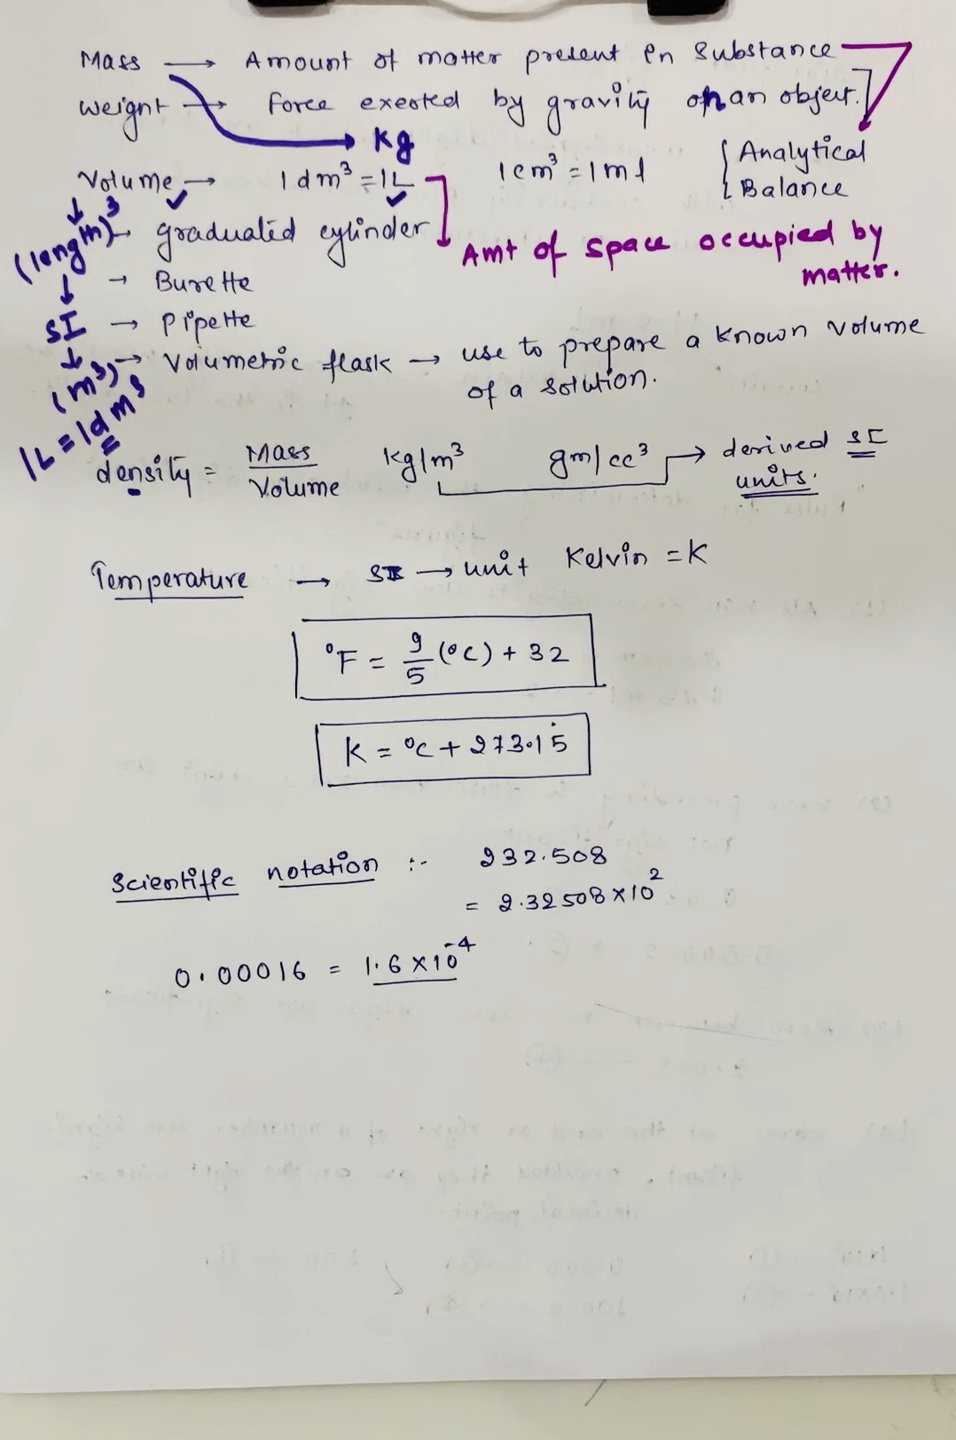 Mass → Amount of matter present in Substance
Weight → force exerted by gravity on an object.
Kg
{ Analytical Balance
Volume → 1 dm³ = 1L 1cm³ = 1ml
(length)³ → graduated cylinder
Amt of space occupied by matter.
→ Burette
SI → Pipette
(m³) → Volumetric flask → use to prepare a known volume
of a solution.
1L = 1dm³
density = Mass / Volume kg/m³ gm/cc³ → derived SI units.
Temperature → SI → unit Kelvin = K
°F = 9/5 (°C) + 32
K = °C + 273.15
Scientific notation :- 232.508
= 2.32508 × 10²
0.00016 = 1.6 × 10⁻⁴